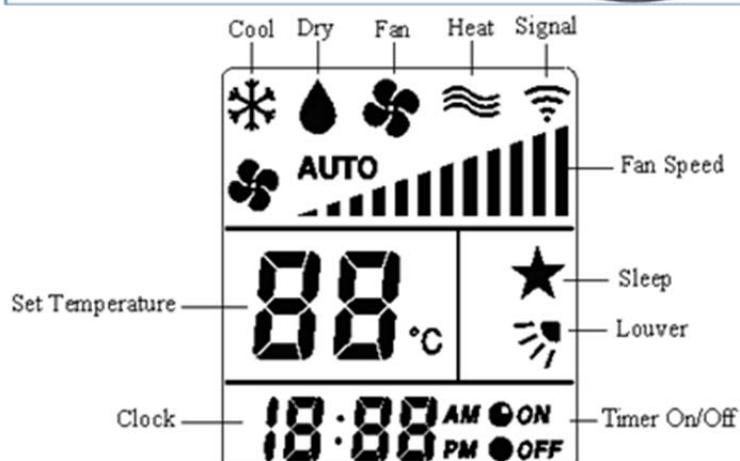 Cool Dry Fan Heat Signal
AUTO
Fan Speed
Set Temperature
88 °C
Sleep
Louver
Clock
18:88 AM ON
PM OFF
Timer On/Off